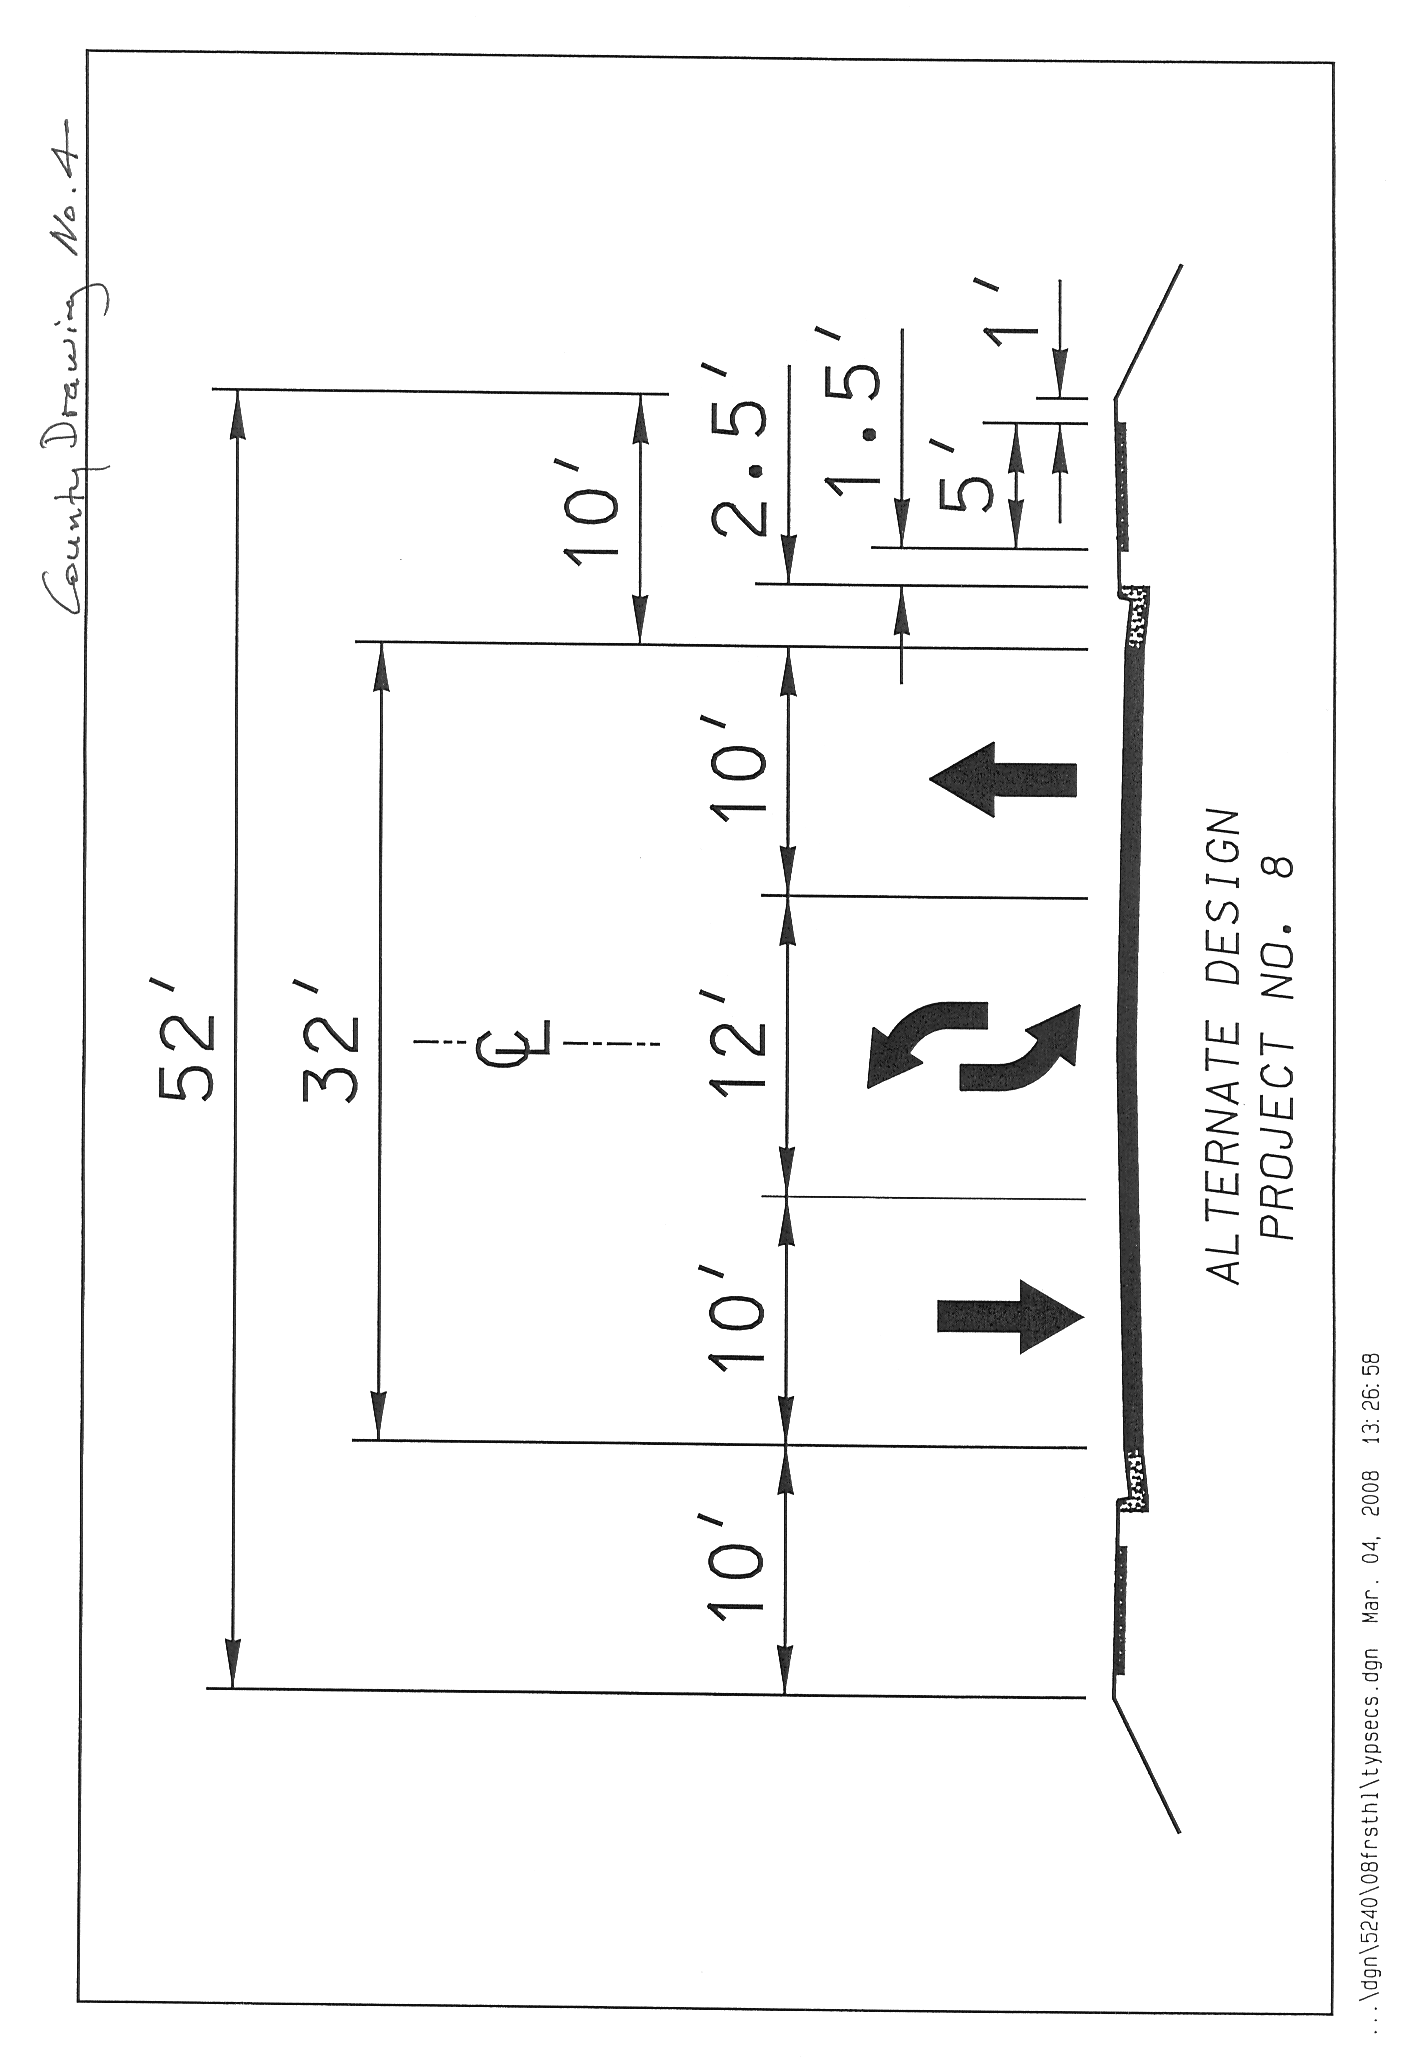 County Drawing No. 4
52'
32'
10'
CL
10'
10'
12'
10'
2.5'
1.5'
5'
1'
ALTERNATE DESIGN
PROJECT NO. 8
...\dgn\5240\08frsthl\typsecs.dgn Mar. 04, 2008 13:26:58